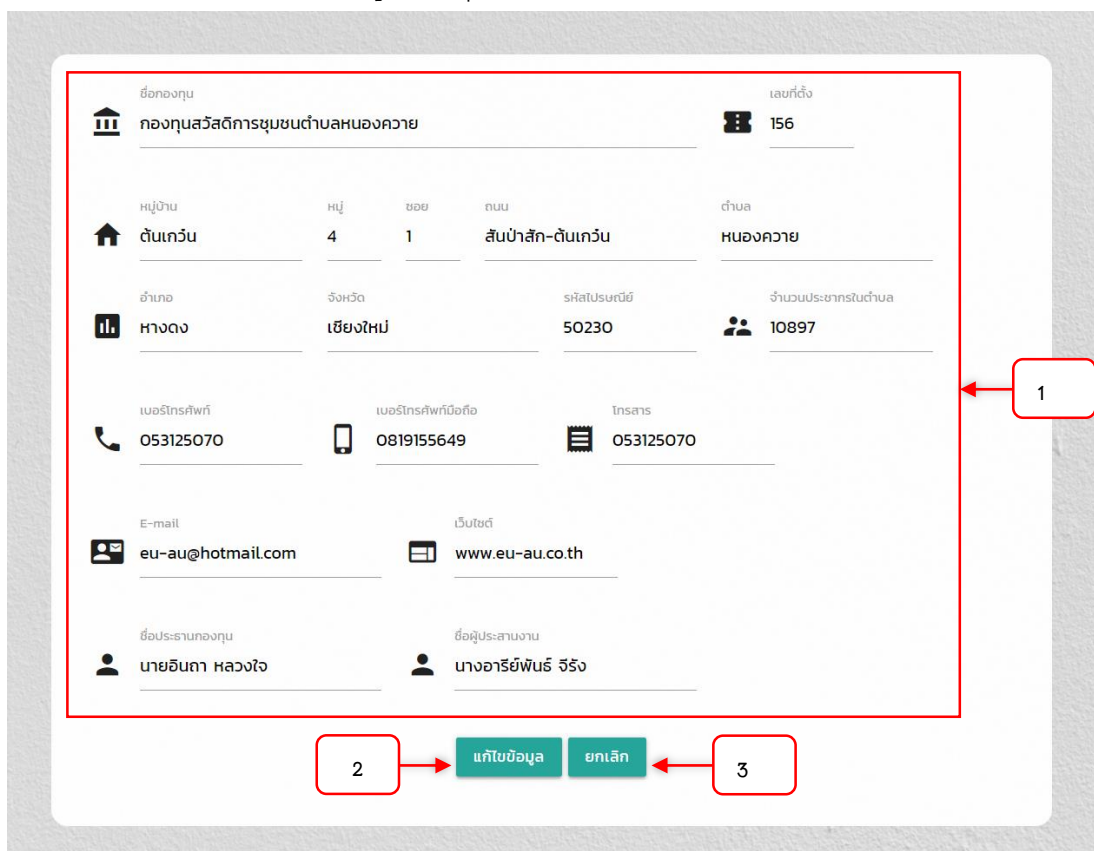 ชื่อกองทุน เลขที่ตั้ง
กองทุนสวัสดิการชุมชนตำบลหนองควาย 156
หมู่บ้าน หมู่ ซอย ถนน ตำบล
ต้นเกว๋น 4 1 สันป่าสัก-ต้นเกว๋น หนองควาย
อำเภอ จังหวัด รหัสไปรษณีย์ จำนวนประชากรในตำบล
หางดง เชียงใหม่ 50230 10897
1
เบอร์โทรศัพท์ เบอร์โทรศัพท์มือถือ โทรสาร
053125070 0819155649 053125070
E-mail เว็บไซต์
eu-au@hotmail.com www.eu-au.co.th
ชื่อประธานกองทุน ชื่อผู้ประสานงาน
นายอินถา หลวงใจ นางอารีย์พันธ์ จีรัง
2 แก้ไขข้อมูล ยกเลิก 3